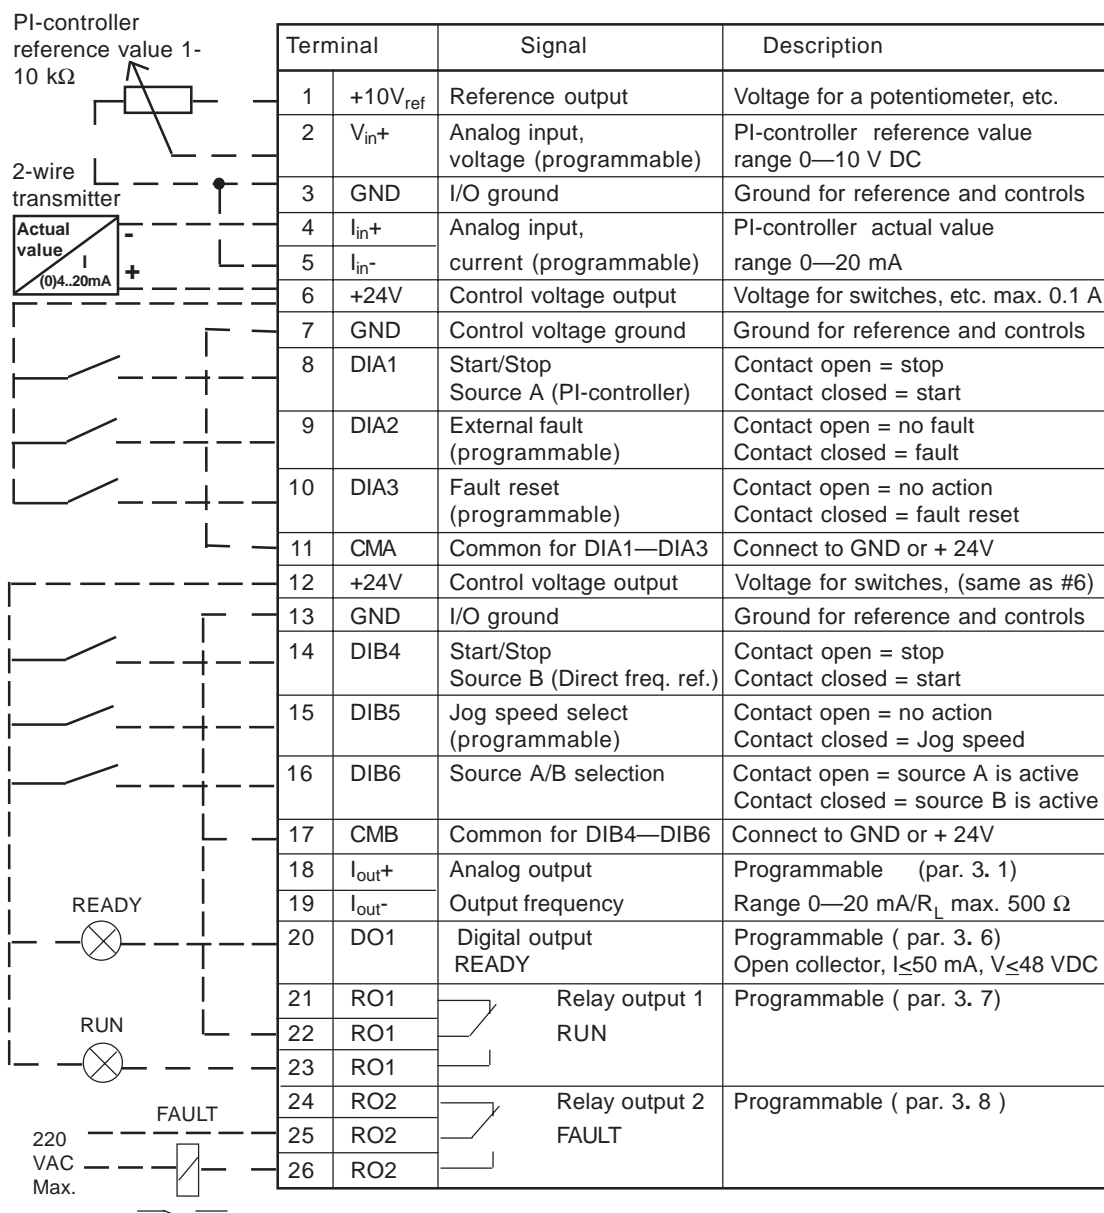 PI-controller
reference value 1-
10 kΩ
2-wire
transmitter
Actual
value
I
(0)4..20mA
-
+
READY
RUN
FAULT
220
VAC
Max.
Terminal Signal Description
1 +10Vref Reference output Voltage for a potentiometer, etc.
2 Vin+ Analog input, PI-controller reference value
voltage (programmable) range 0—10 V DC
3 GND I/O ground Ground for reference and controls
4 Iin+ Analog input, PI-controller actual value
5 Iin- current (programmable) range 0—20 mA
6 +24V Control voltage output Voltage for switches, etc. max. 0.1 A
7 GND Control voltage ground Ground for reference and controls
8 DIA1 Start/Stop Contact open = stop
Source A (PI-controller) Contact closed = start
9 DIA2 External fault Contact open = no fault
(programmable) Contact closed = fault
10 DIA3 Fault reset Contact open = no action
(programmable) Contact closed = fault reset
11 CMA Common for DIA1—DIA3 Connect to GND or + 24V
12 +24V Control voltage output Voltage for switches, (same as #6)
13 GND I/O ground Ground for reference and controls
14 DIB4 Start/Stop Contact open = stop
Source B (Direct freq. ref.) Contact closed = start
15 DIB5 Jog speed select Contact open = no action
(programmable) Contact closed = Jog speed
16 DIB6 Source A/B selection Contact open = source A is active
Contact closed = source B is active
17 CMB Common for DIB4—DIB6 Connect to GND or + 24V
18 Iout+ Analog output Programmable (par. 3. 1)
19 Iout- Output frequency Range 0—20 mA/RL max. 500 Ω
20 DO1 Digital output Programmable ( par. 3. 6)
READY Open collector, I≤50 mA, V≤48 VDC
21 RO1 Relay output 1 Programmable ( par. 3. 7)
22 RO1 RUN
23 RO1
24 RO2 Relay output 2 Programmable ( par. 3. 8 )
25 RO2 FAULT
26 RO2